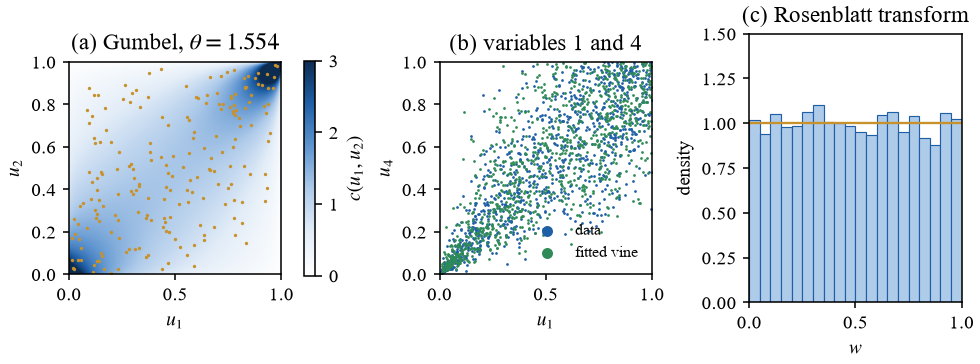 (a) Gumbel, θ = 1.554
1.0
0.8
0.6
0.4
0.2
0.0
u₂
0.0
0.5
1.0
u₁
3
2
1
0
c(u₁, u₂)
(b) variables 1 and 4
1.0
0.8
0.6
0.4
0.2
0.0
u₄
data
fitted vine
0.0
0.5
1.0
u₁
(c) Rosenblatt transform
1.50
1.25
1.00
0.75
0.50
0.25
0.00
density
0.0
0.5
1.0
w